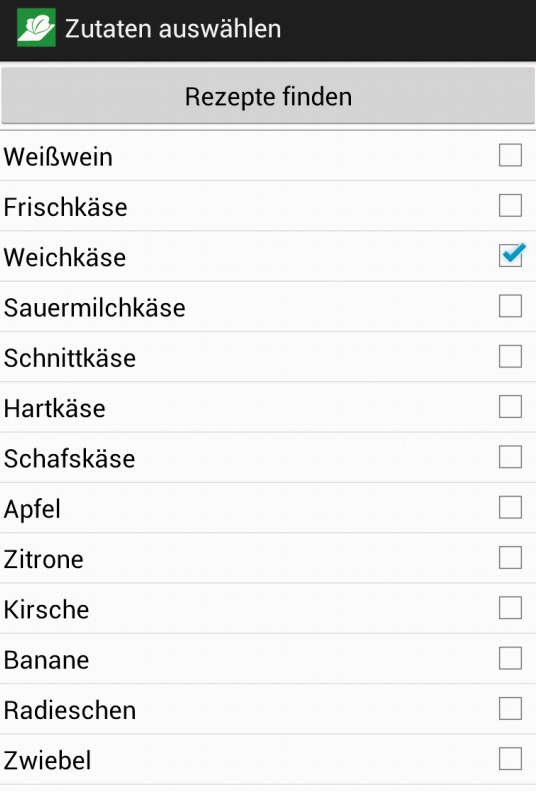 Zutaten auswählen
Rezepte finden
Weißwein
Frischkäse
Weichkäse
Sauermilchkäse
Schnittkäse
Hartkäse
Schafskäse
Apfel
Zitrone
Kirsche
Banane
Radieschen
Zwiebel